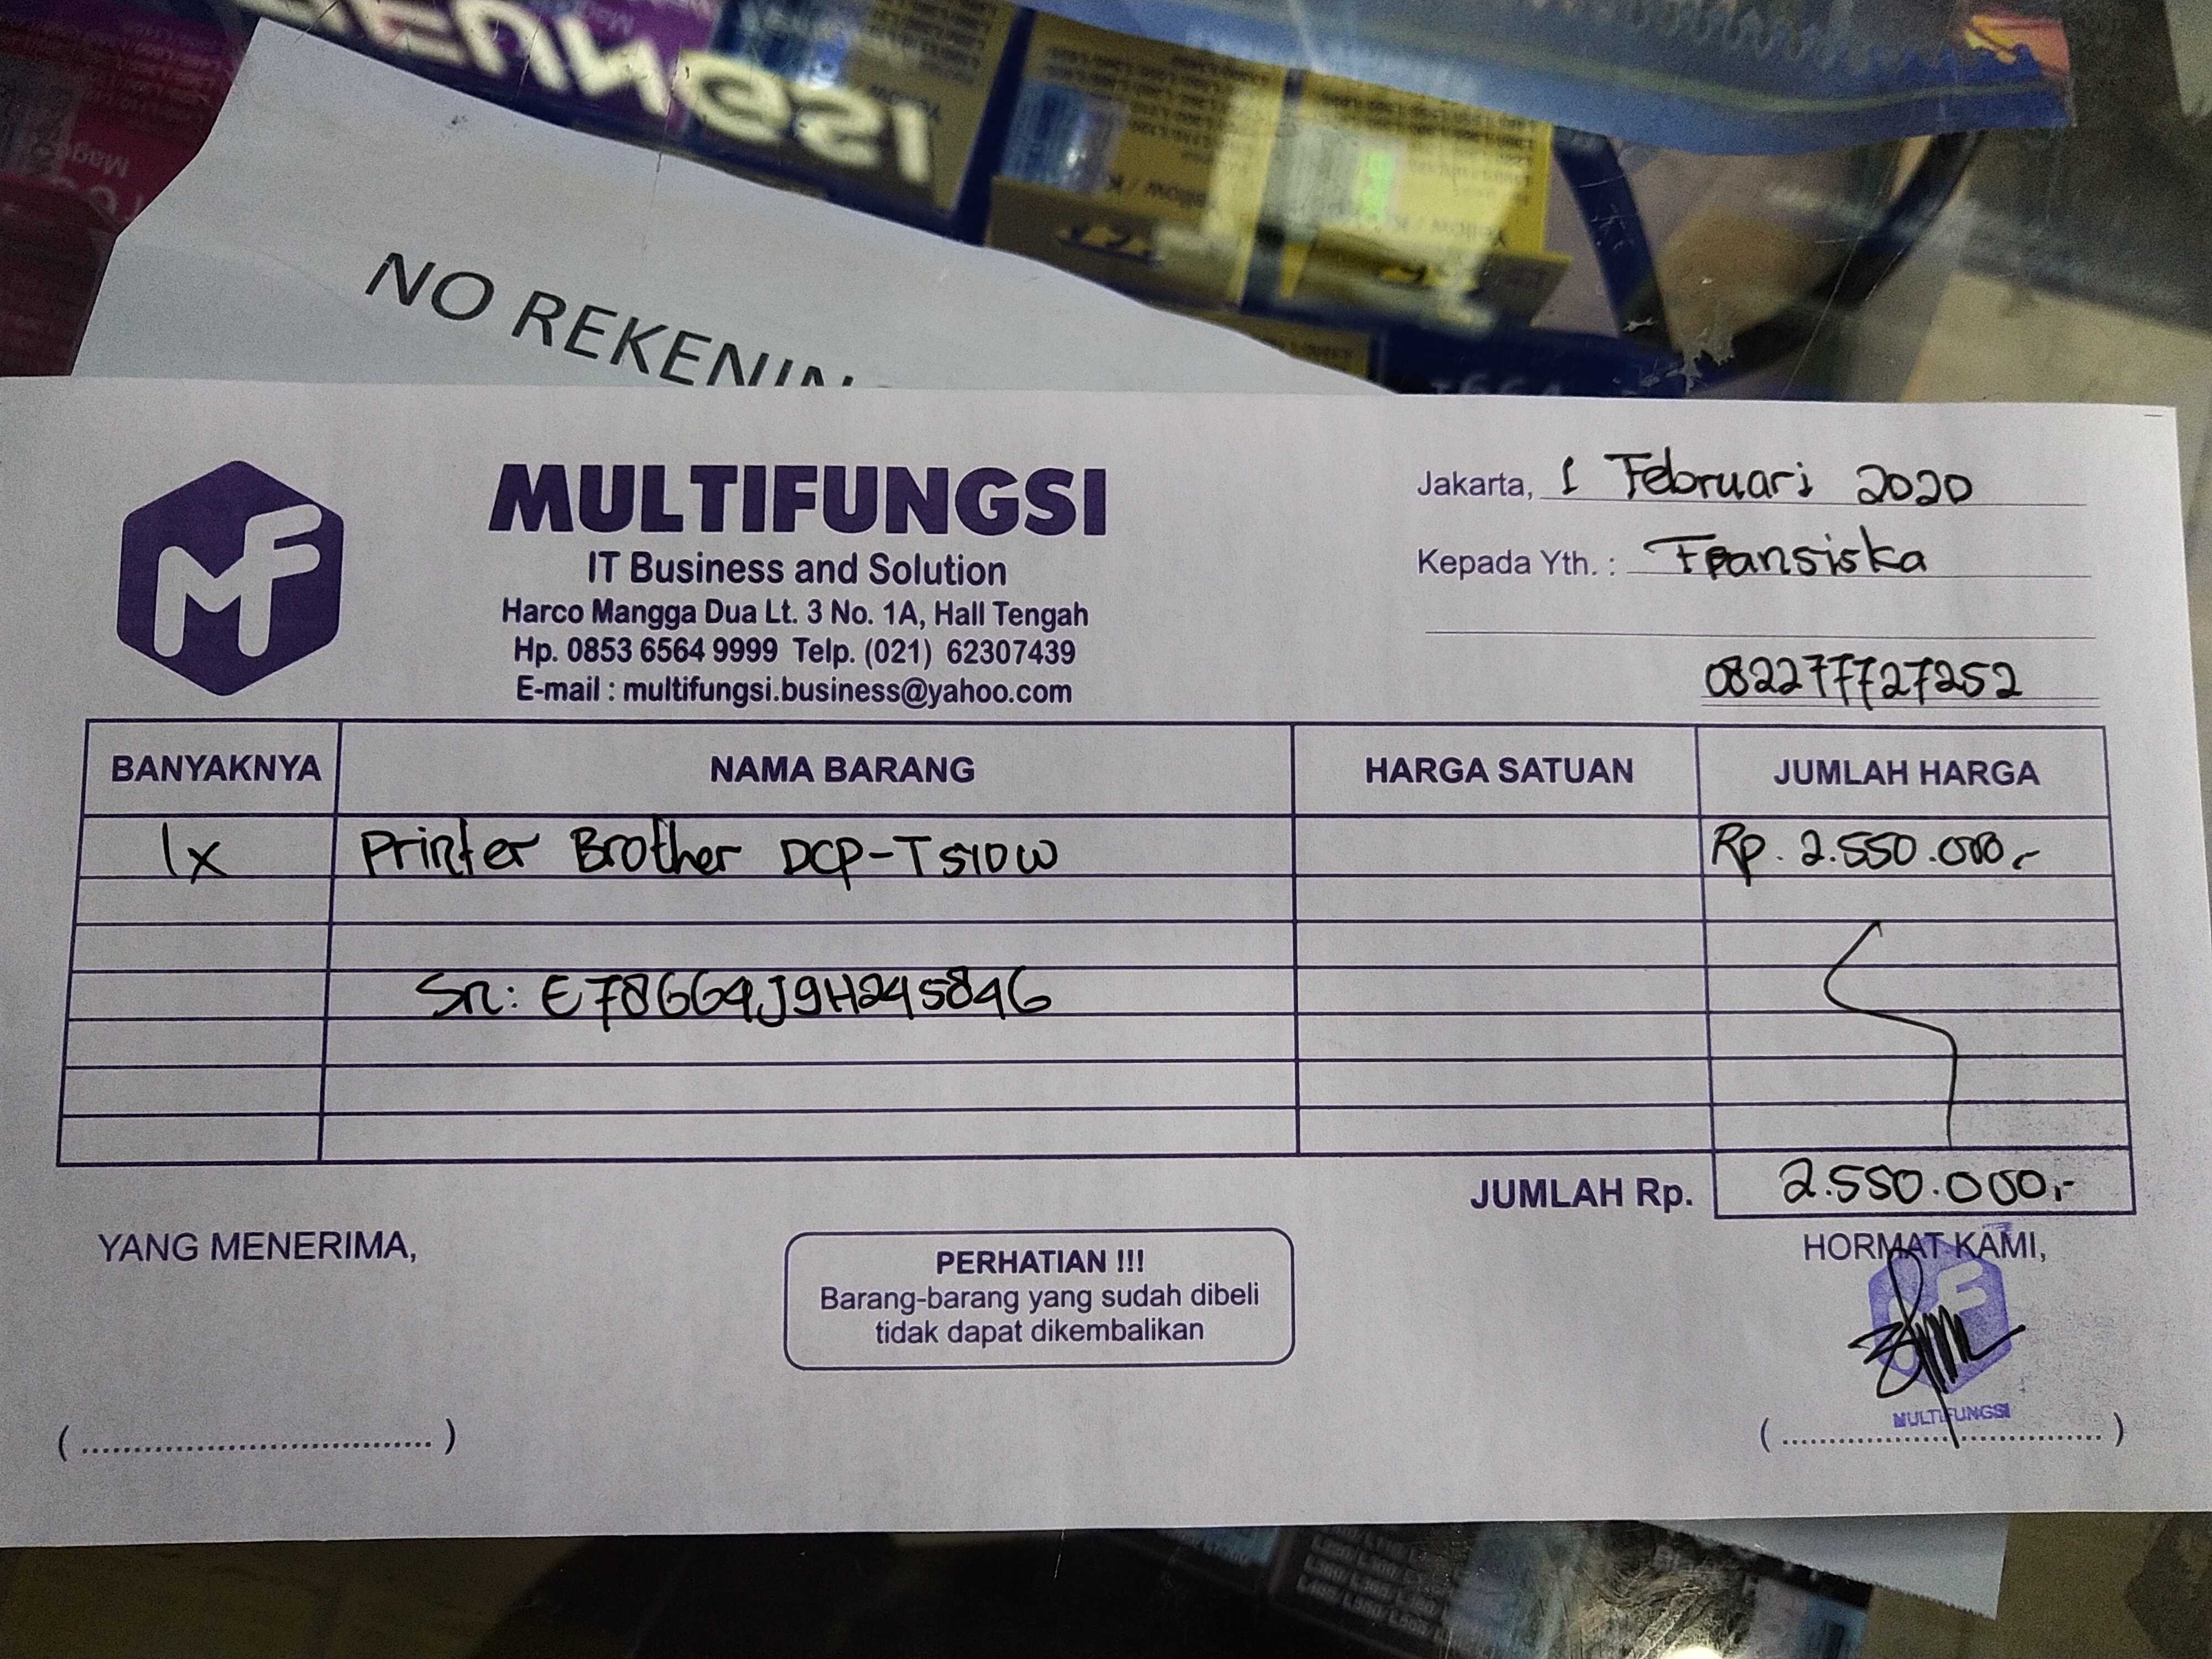 NO REKENIN
MF
MULTIFUNGSI
IT Business and Solution
Harco Mangga Dua Lt. 3 No. 1A, Hall Tengah
Hp. 0853 6564 9999 Telp. (021) 62307439
E-mail : multifungsi.business@yahoo.com
Jakarta, 1 Februari 2020
Kepada Yth. : Fransiska
082277727252
BANYAKNYA NAMA BARANG HARGA SATUAN JUMLAH HARGA
1x Printer Brother DCP-T510W Rp. 2.550.000,-
Sn: E78664J9H245846
JUMLAH Rp. 2.550.000,-
YANG MENERIMA,
PERHATIAN !!!
Barang-barang yang sudah dibeli
tidak dapat dikembalikan
HORMAT KAMI,
MULTIFUNGSI
(................................)
(................................)